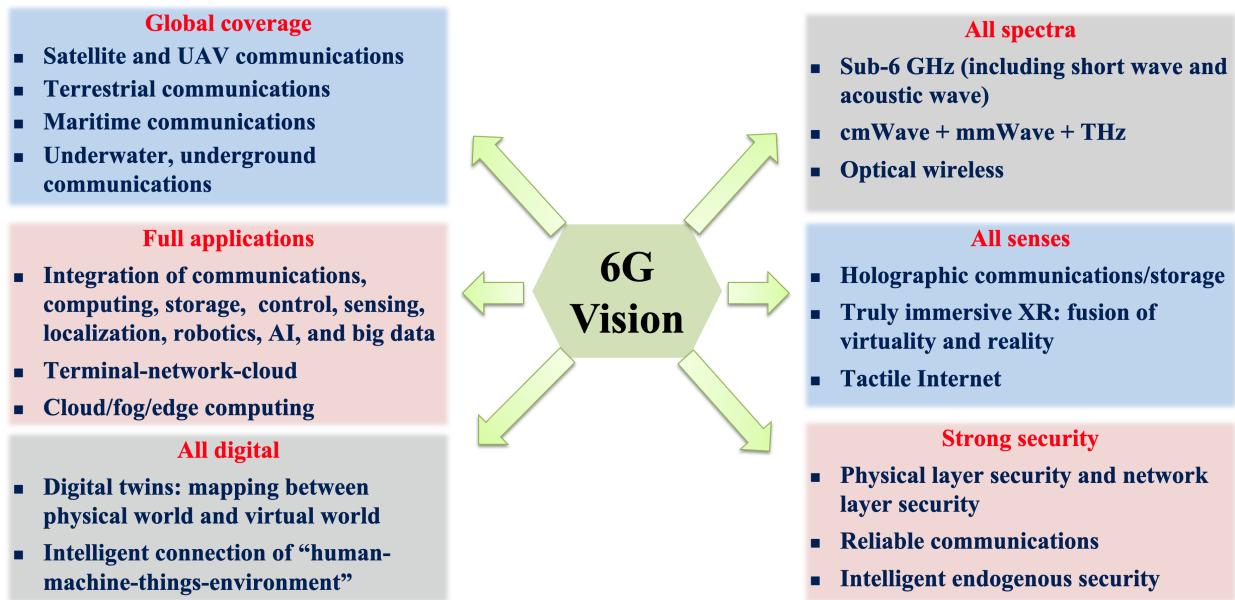 Global coverage
▪ Satellite and UAV communications
▪ Terrestrial communications
▪ Maritime communications
▪ Underwater, underground
communications
Full applications
▪ Integration of communications,
computing, storage, control, sensing,
localization, robotics, AI, and big data
▪ Terminal-network-cloud
▪ Cloud/fog/edge computing
All digital
▪ Digital twins: mapping between
physical world and virtual world
▪ Intelligent connection of “human-
machine-things-environment”
6G
Vision
All spectra
▪ Sub-6 GHz (including short wave and
acoustic wave)
▪ cmWave + mmWave + THz
▪ Optical wireless
All senses
▪ Holographic communications/storage
▪ Truly immersive XR: fusion of
virtuality and reality
▪ Tactile Internet
Strong security
▪ Physical layer security and network
layer security
▪ Reliable communications
▪ Intelligent endogenous security